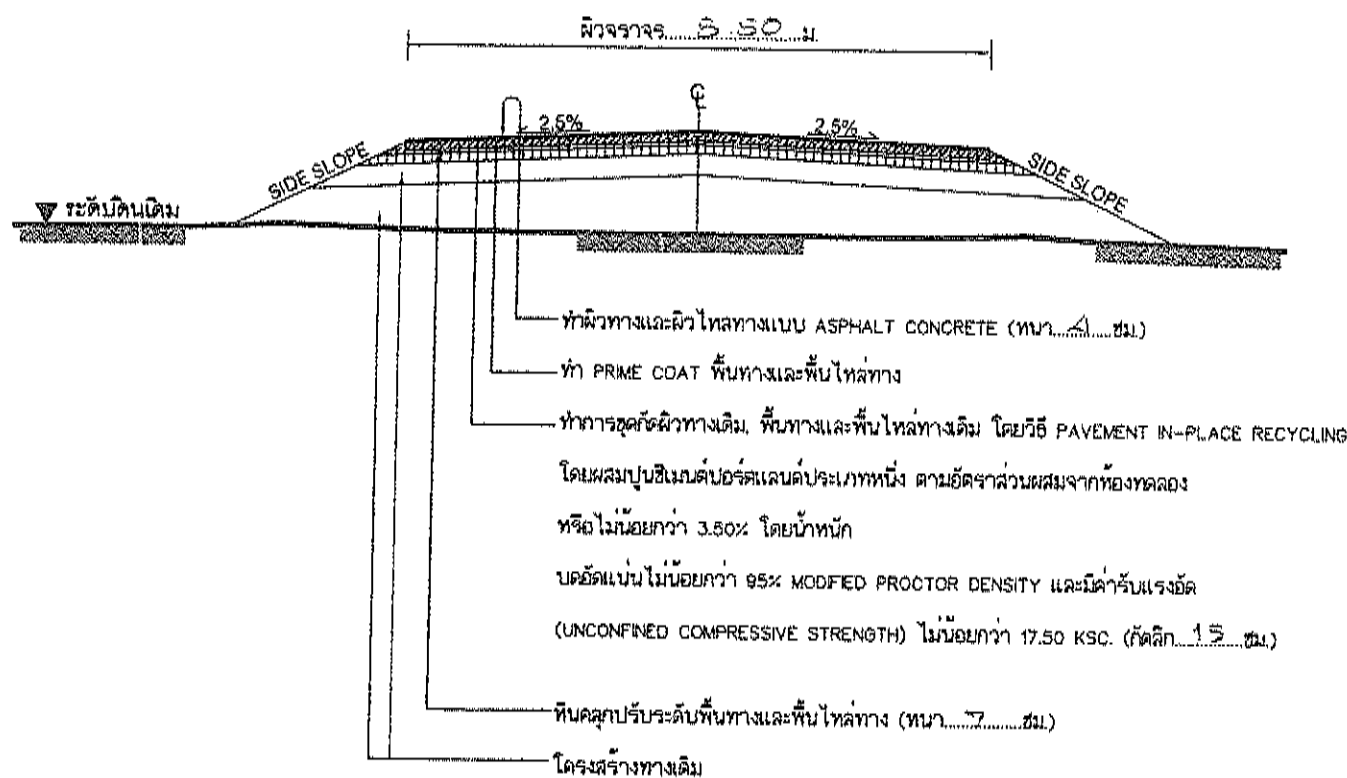 ผิวจราจร........ม.
℄
2.5%
2.5%
SIDE SLOPE
SIDE SLOPE
ระดับดินเดิม
ทำผิวทางและผิวไหล่ทางแบบ ASPHALT CONCRETE (หนา...4...ซม.)
ทำ PRIME COAT พื้นทางและพื้นไหล่ทาง
ทำการขุดกัดผิวทางเดิม, พื้นทางและพื้นไหล่ทางเดิม โดยวิธี PAVEMENT IN-PLACE RECYCLING
โดยผสมปูนซีเมนต์ปอร์ตแลนด์ประเภทหนึ่ง ตามอัตราส่วนผสมจากห้องทดลอง
หรือไม่น้อยกว่า 3.50% โดยน้ำหนัก
บดอัดแน่นไม่น้อยกว่า 95% MODIFIED PROCTOR DENSITY และมีค่ารับแรงอัด
(UNCONFINED COMPRESSIVE STRENGTH) ไม่น้อยกว่า 17.50 KSC. (กัดลึก...15...ซม.)
หินคลุกปรับระดับพื้นทางและพื้นไหล่ทาง (หนา........ซม.)
โครงสร้างทางเดิม